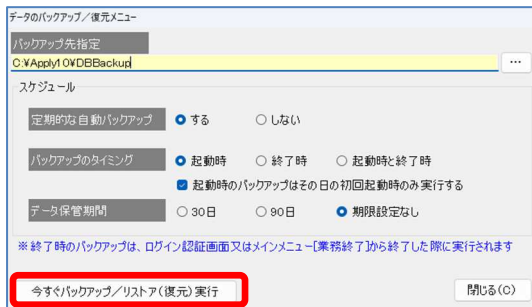 データのバックアップ／復元メニュー
バックアップ先指定
C:¥Apply10¥DBBackup
...
スケジュール
定期的な自動バックアップ する しない
バックアップのタイミング 起動時 終了時 起動時と終了時
起動時のバックアップはその日の初回起動時のみ実行する
データ保管期間 30日 90日 期限設定なし
※終了時のバックアップは、ログイン認証画面又はメインメニュー[業務終了]から終了した際に実行されます
今すぐバックアップ／リストア(復元)実行 閉じる(C)